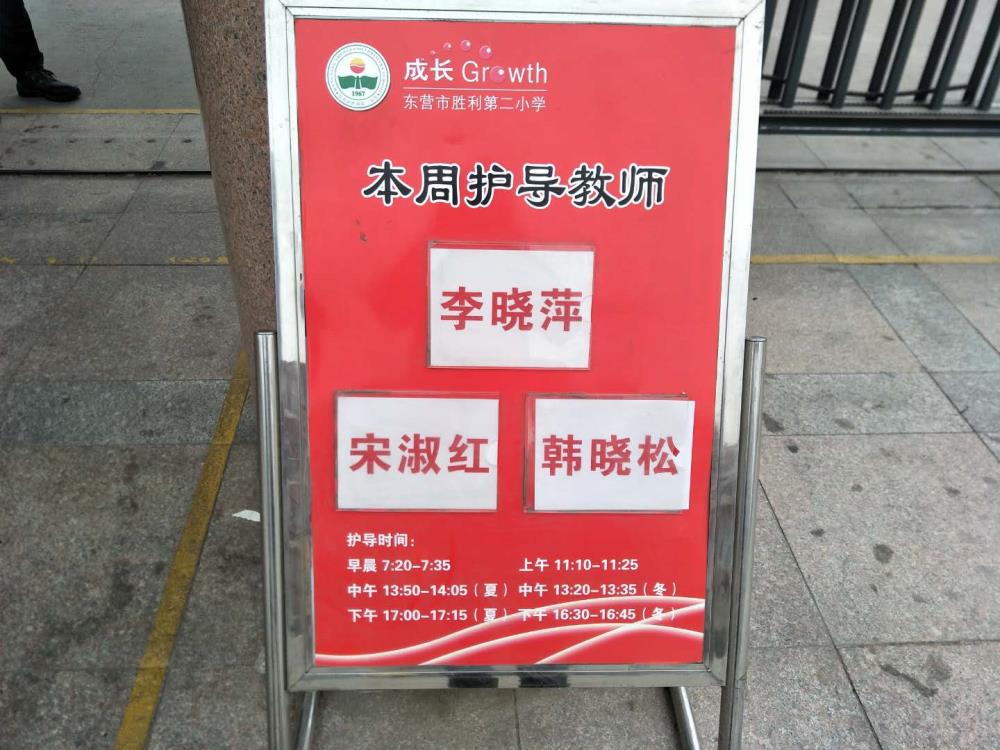 1967
成长 Growth
东营市胜利第二小学
本周护导教师
李晓萍
宋淑红 韩晓松
护导时间：
早晨 7:20-7:35 上午 11:10-11:25
中午 13:50-14:05（夏） 中午 13:20-13:35（冬）
下午 17:00-17:15（夏） 下午 16:30-16:45（冬）